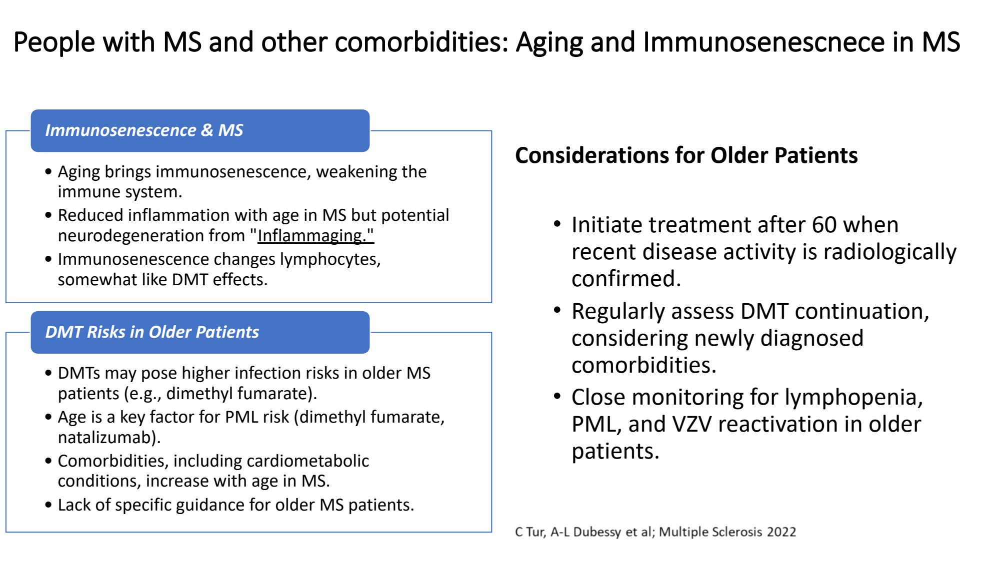 People with MS and other comorbidities: Aging and Immunosenescnece in MS
Immunosenescence & MS
• Aging brings immunosenescence, weakening the
immune system.
• Reduced inflammation with age in MS but potential
neurodegeneration from "Inflammaging."
• Immunosenescence changes lymphocytes,
somewhat like DMT effects.
DMT Risks in Older Patients
• DMTs may pose higher infection risks in older MS
patients (e.g., dimethyl fumarate).
• Age is a key factor for PML risk (dimethyl fumarate,
natalizumab).
• Comorbidities, including cardiometabolic
conditions, increase with age in MS.
• Lack of specific guidance for older MS patients.
Considerations for Older Patients
• Initiate treatment after 60 when
recent disease activity is radiologically
confirmed.
• Regularly assess DMT continuation,
considering newly diagnosed
comorbidities.
• Close monitoring for lymphopenia,
PML, and VZV reactivation in older
patients.
C Tur, A-L Dubessy et al; Multiple Sclerosis 2022